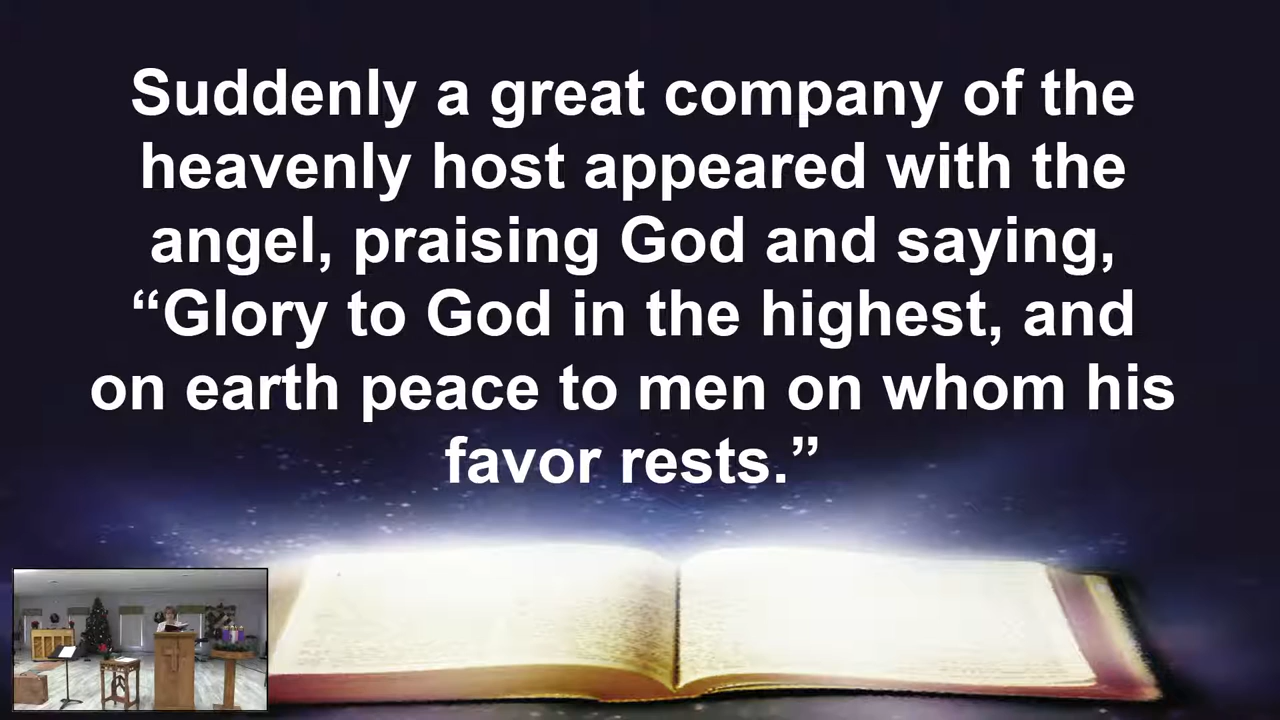 Suddenly a great company of the
heavenly host appeared with the
angel, praising God and saying,
“Glory to God in the highest, and
on earth peace to men on whom his
favor rests.”